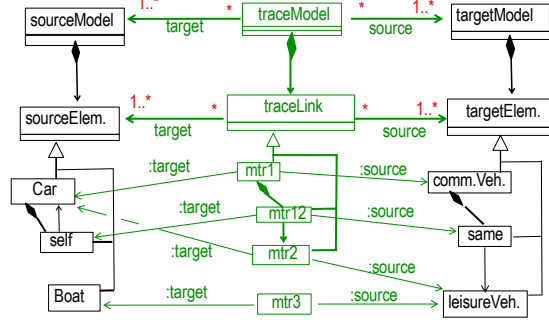 sourceModel 1..* target * traceModel * source 1..* targetModel
sourceElem. 1..* target * traceLink * source 1..* targetElem.
Car :target mtr1 :source comm.Veh.
self :target mtr12 :source same
:target mtr2 :source
Boat :target mtr3 :source leisureVeh.